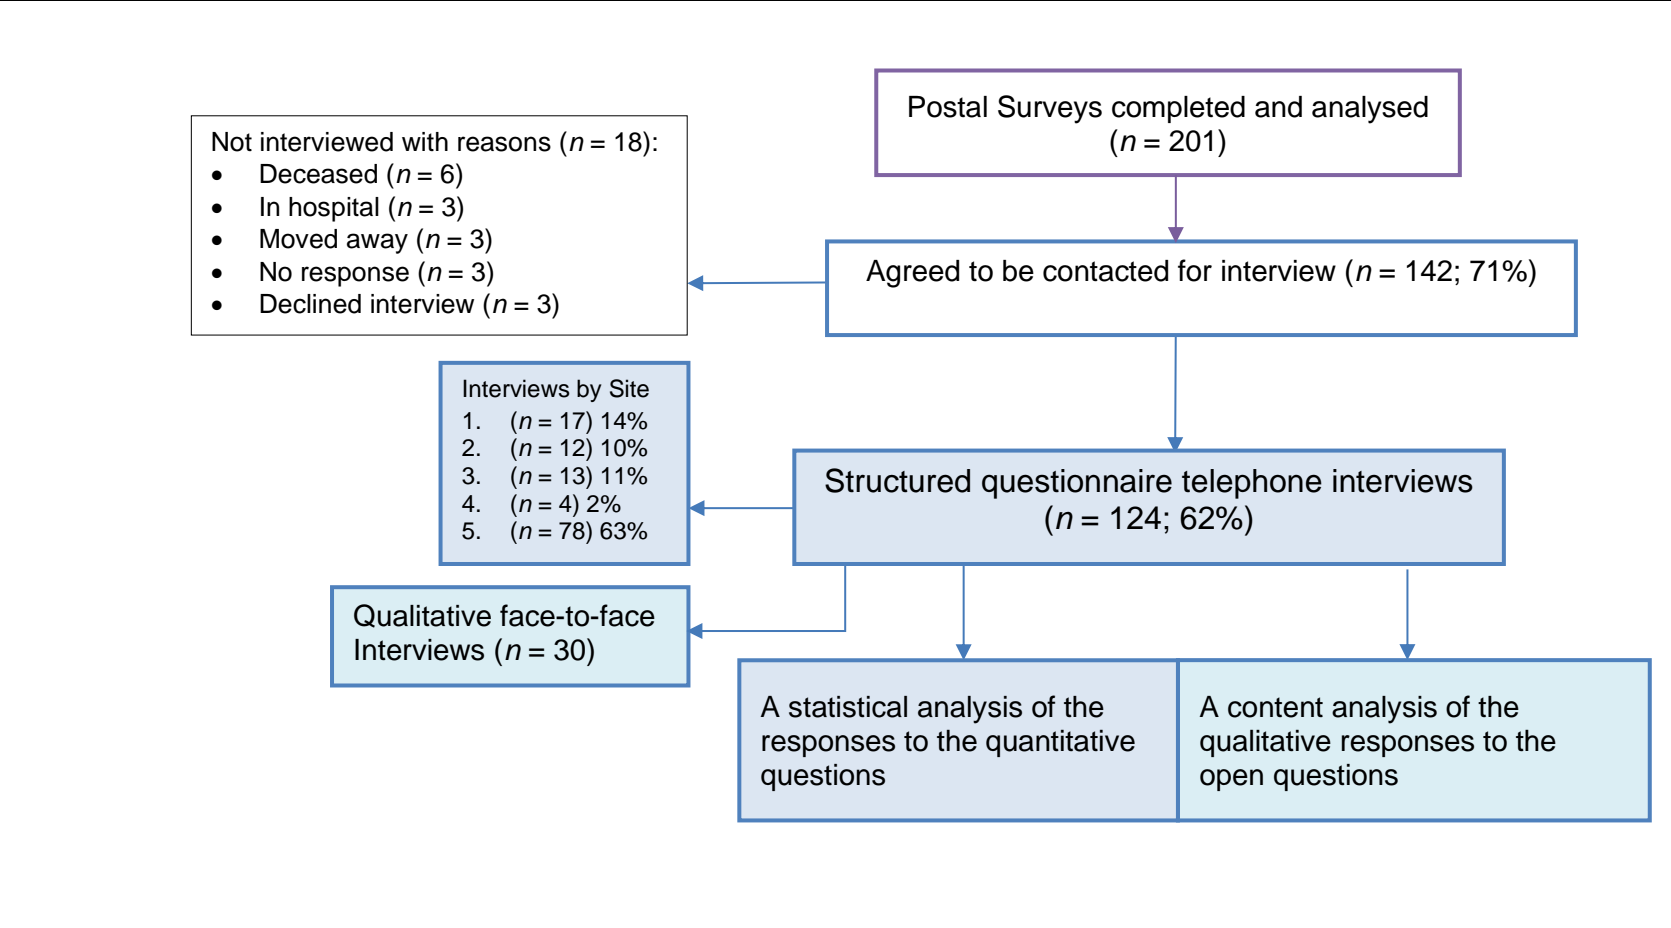 Postal Surveys completed and analysed
(n = 201)
Not interviewed with reasons (n = 18):
• Deceased (n = 6)
• In hospital (n = 3)
• Moved away (n = 3)
• No response (n = 3)
• Declined interview (n = 3)
Agreed to be contacted for interview (n = 142; 71%)
Interviews by Site
1. (n = 17) 14%
2. (n = 12) 10%
3. (n = 13) 11%
4. (n = 4) 2%
5. (n = 78) 63%
Structured questionnaire telephone interviews
(n = 124; 62%)
Qualitative face-to-face
Interviews (n = 30)
A statistical analysis of the
responses to the quantitative
questions
A content analysis of the
qualitative responses to the
open questions